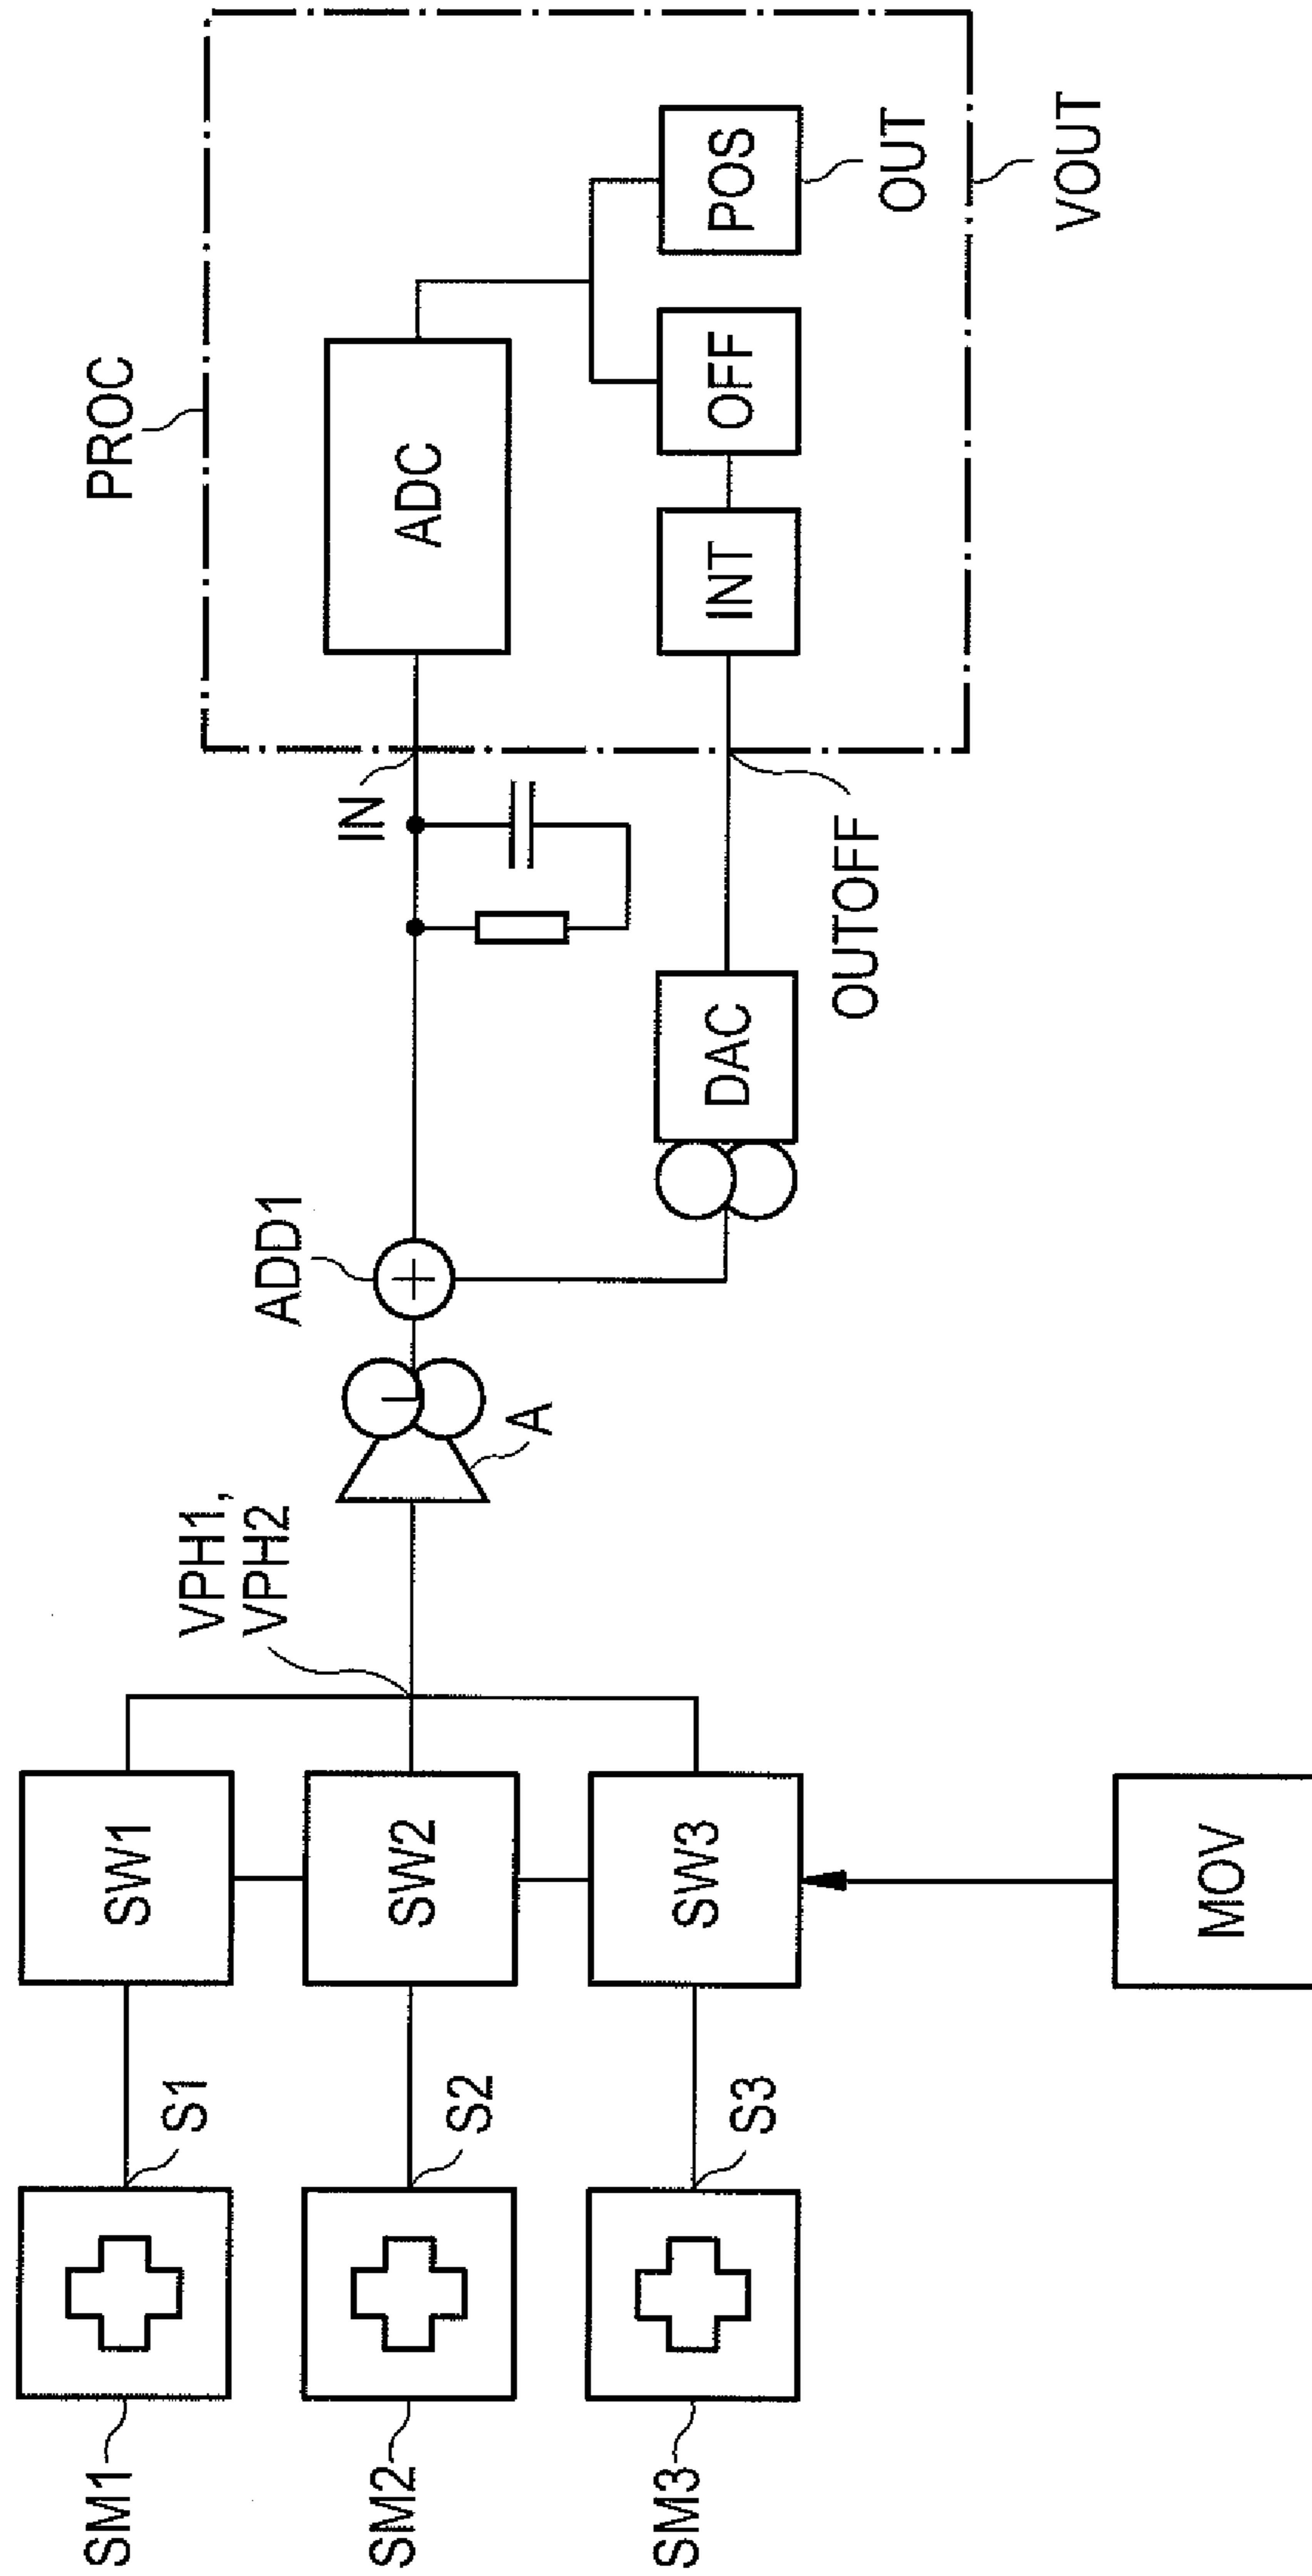 SM1
S1
SW1
SM2
S2
SW2
SM3
S3
SW3
MOV
VPH1,
VPH2
A
ADD1
DAC
OUTOFF
IN
PROC
ADC
INT
OFF
POS
OUT
VOUT